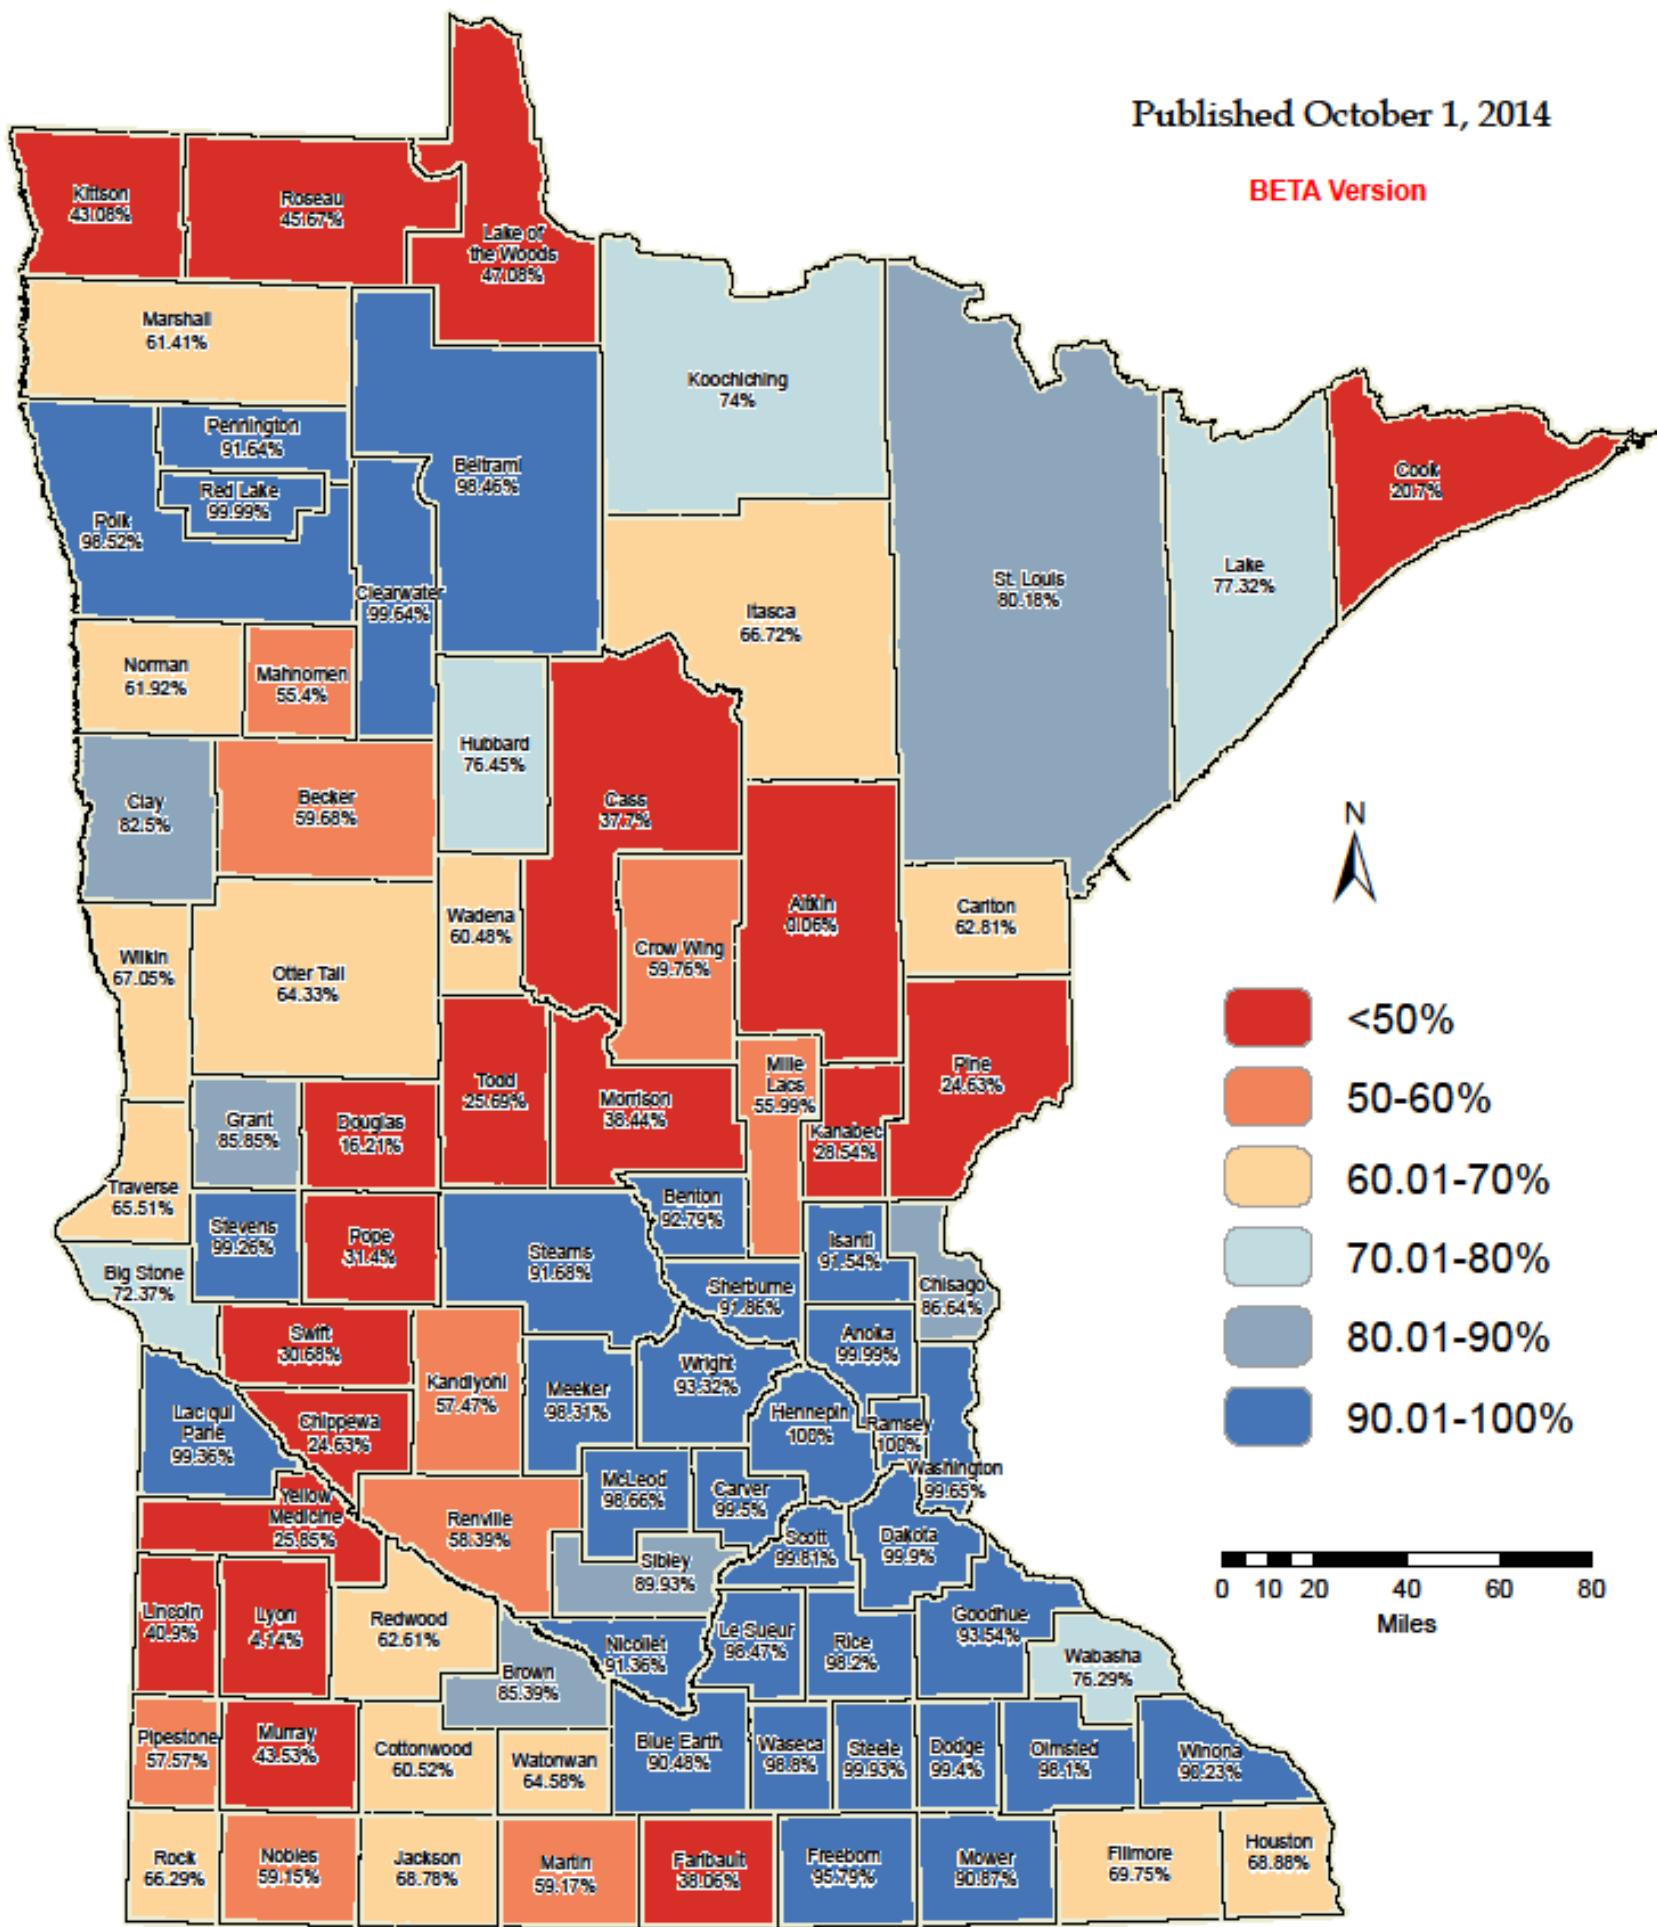 Published October 1, 2014
BETA Version
Kittson
43.08%
Roseau
45.67%
Lake of
the Woods
47.08%
Marshall
61.41%
Koochiching
74%
Pennington
91.64%
Beltrami
98.46%
Red Lake
99.99%
Polk
98.52%
Cook
20.7%
Clearwater
99.64%
St. Louis
80.18%
Lake
77.32%
Itasca
66.72%
Norman
61.92%
Mahnomen
55.4%
Hubbard
76.45%
Clay
82.5%
Becker
59.68%
Cass
37.7%
N
Wadena
60.48%
Aitkin
0.06%
Carlton
62.81%
Crow Wing
59.76%
Wilkin
67.05%
Otter Tail
64.33%
<50%
Todd
25.69%
Morrison
38.44%
Mille
Lacs
55.99%
Pine
24.63%
50-60%
Grant
85.85%
Douglas
16.21%
Kanabec
28.54%
60.01-70%
Traverse
65.51%
Stevens
99.26%
Pope
31.4%
Benton
92.79%
Stearns
91.68%
Isanti
91.54%
70.01-80%
Big Stone
72.37%
Sherburne
91.86%
Chisago
86.64%
Swift
30.68%
Anoka
99.99%
80.01-90%
Kandiyohi
57.47%
Meeker
98.31%
Wright
93.32%
Lac qui
Parle
99.36%
Chippewa
24.63%
Hennepin
100%
Ramsey
100%
90.01-100%
Washington
99.65%
McLeod
98.66%
Carver
99.5%
Yellow
Medicine
25.85%
Renville
58.39%
Scott
99.81%
Dakota
99.9%
Sibley
89.93%
0 10 20 40 60 80
Miles
Lincoln
40.9%
Lyon
4.14%
Redwood
62.61%
Nicollet
91.36%
Le Sueur
96.47%
Rice
98.2%
Goodhue
93.54%
Wabasha
76.29%
Brown
85.39%
Pipestone
57.57%
Murray
43.53%
Cottonwood
60.52%
Watonwan
64.58%
Blue Earth
90.48%
Waseca
98.8%
Steele
99.93%
Dodge
99.4%
Olmsted
98.1%
Winona
90.23%
Rock
66.29%
Nobles
59.15%
Jackson
68.78%
Martin
59.17%
Faribault
38.06%
Freeborn
95.79%
Mower
90.87%
Fillmore
69.75%
Houston
68.88%